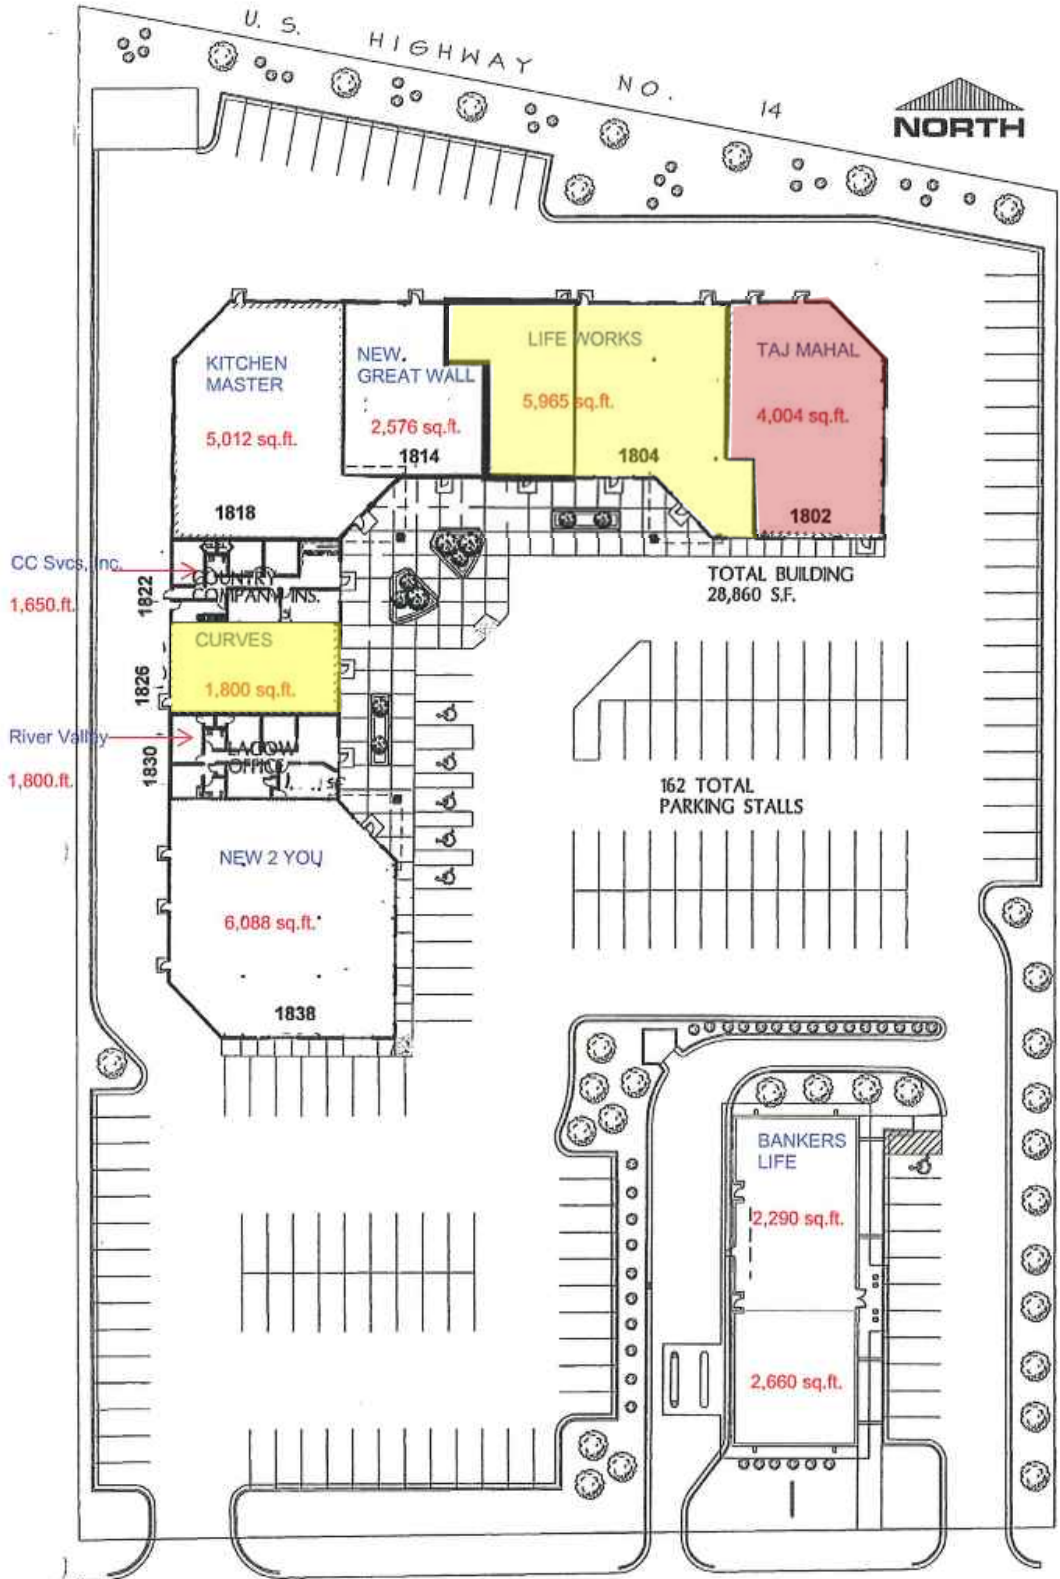 U. S. HIGHWAY NO. 14
NORTH
KITCHEN
MASTER
5,012 sq.ft.
1818
NEW
GREAT WALL
2,576 sq.ft.
1814
LIFE WORKS
5,965 sq.ft.
1804
TAJ MAHAL
4,004 sq.ft.
1802
TOTAL BUILDING
28,860 S.F.
CC Svcs, Inc.
1,650.ft.
1822
COUNTRY
COMPANY INS.
CURVES
1,800 sq.ft.
1826
River Valley
1,800.ft.
1830
LAGOW
OFFICE
NEW 2 YOU
6,088 sq.ft.
1838
162 TOTAL
PARKING STALLS
BANKERS
LIFE
2,290 sq.ft.
2,660 sq.ft.